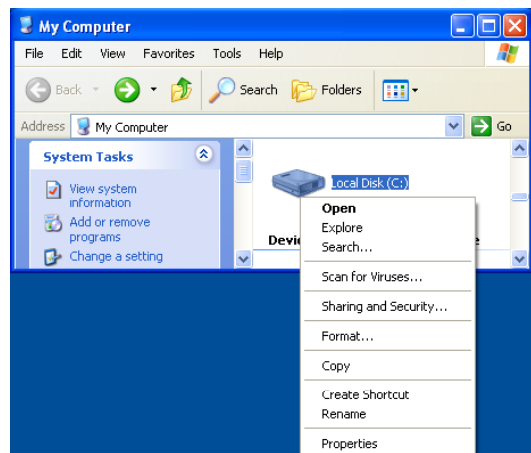 My Computer
File Edit View Favorites Tools Help
Back Search Folders
Address My Computer Go
System Tasks
View system
information
Add or remove
programs
Change a setting
Local Disk (C:)
Open
Explore
Search...
Scan for Viruses...
Sharing and Security...
Format...
Copy
Create Shortcut
Rename
Properties